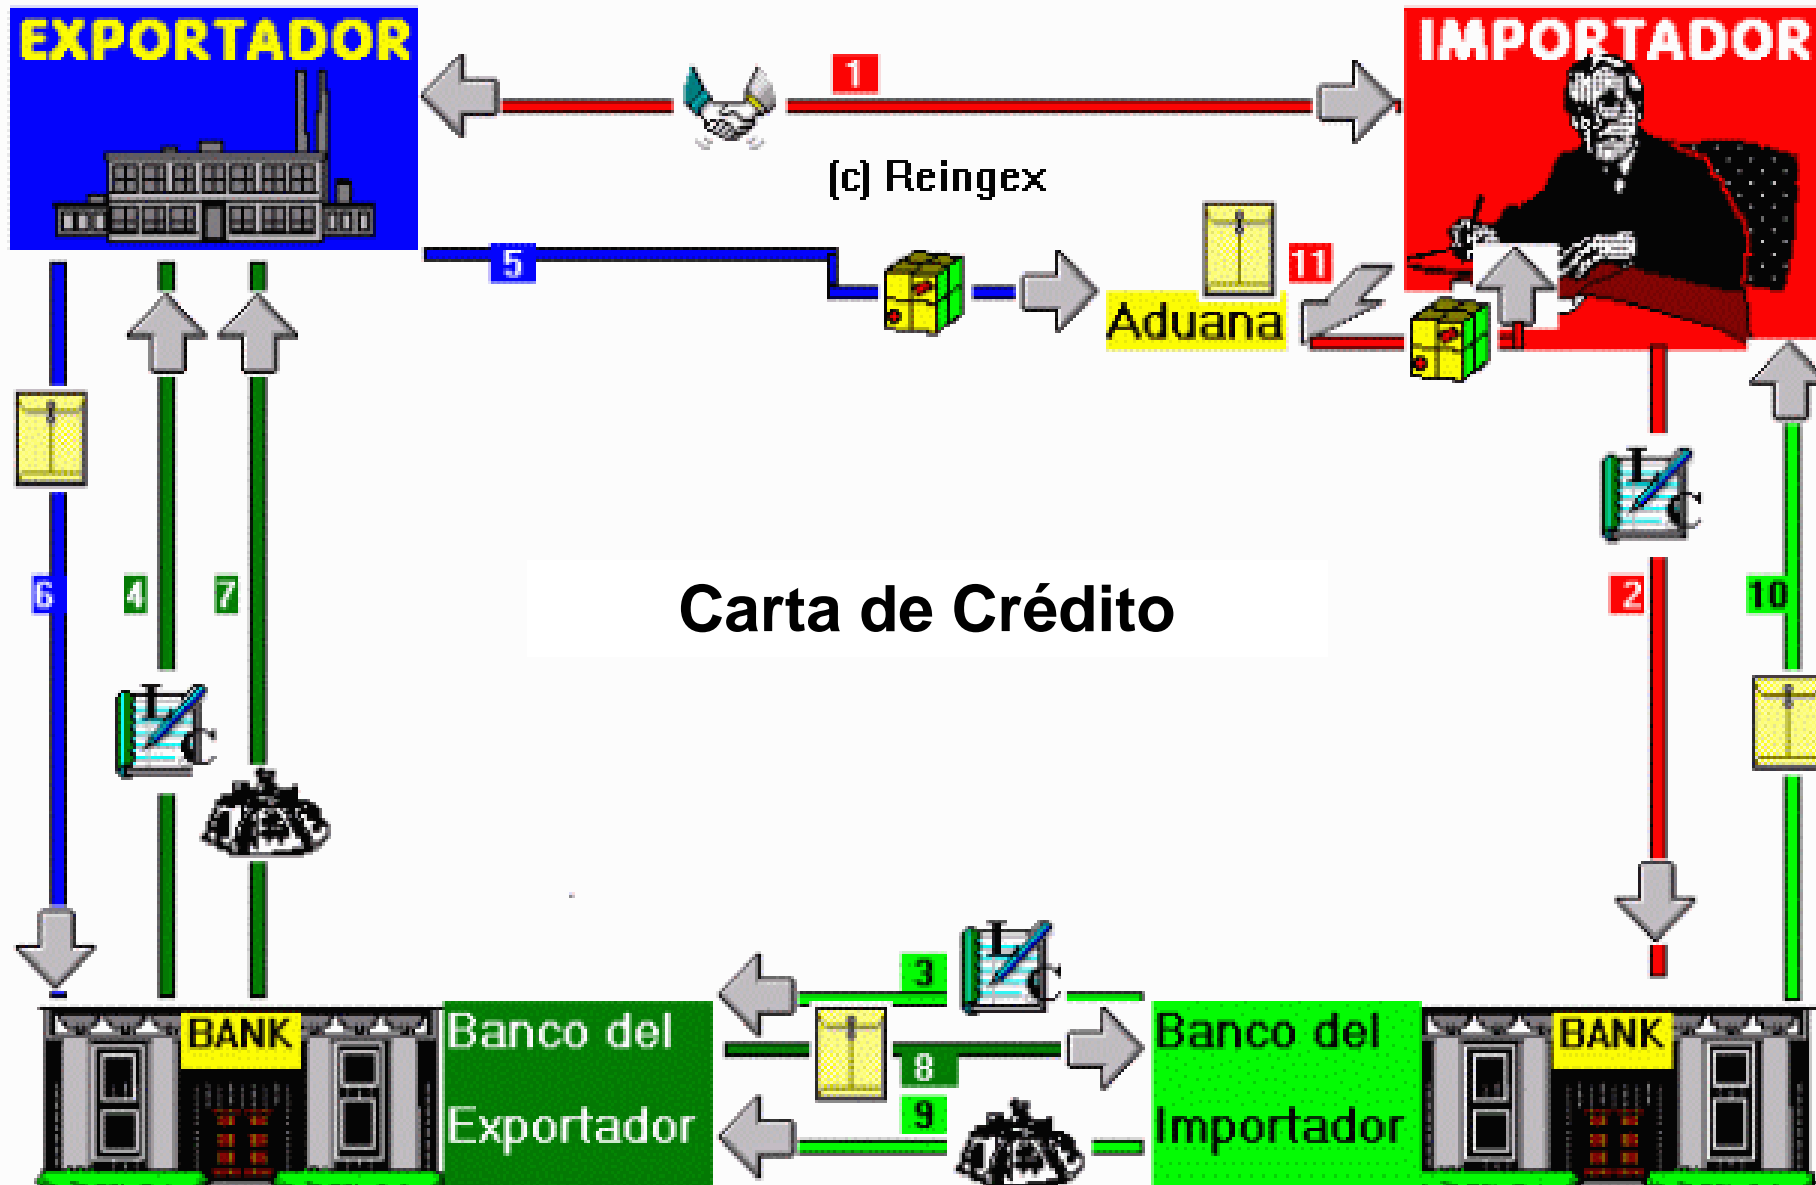 EXPORTADOR
1
IMPORTADOR
(c) Reingex
5
11
Aduana
L
C
6
4
7
Carta de Crédito
2
10
L
C
3
L
C
BANK
Banco del
Exportador
8
9
Banco del
Importador
BANK